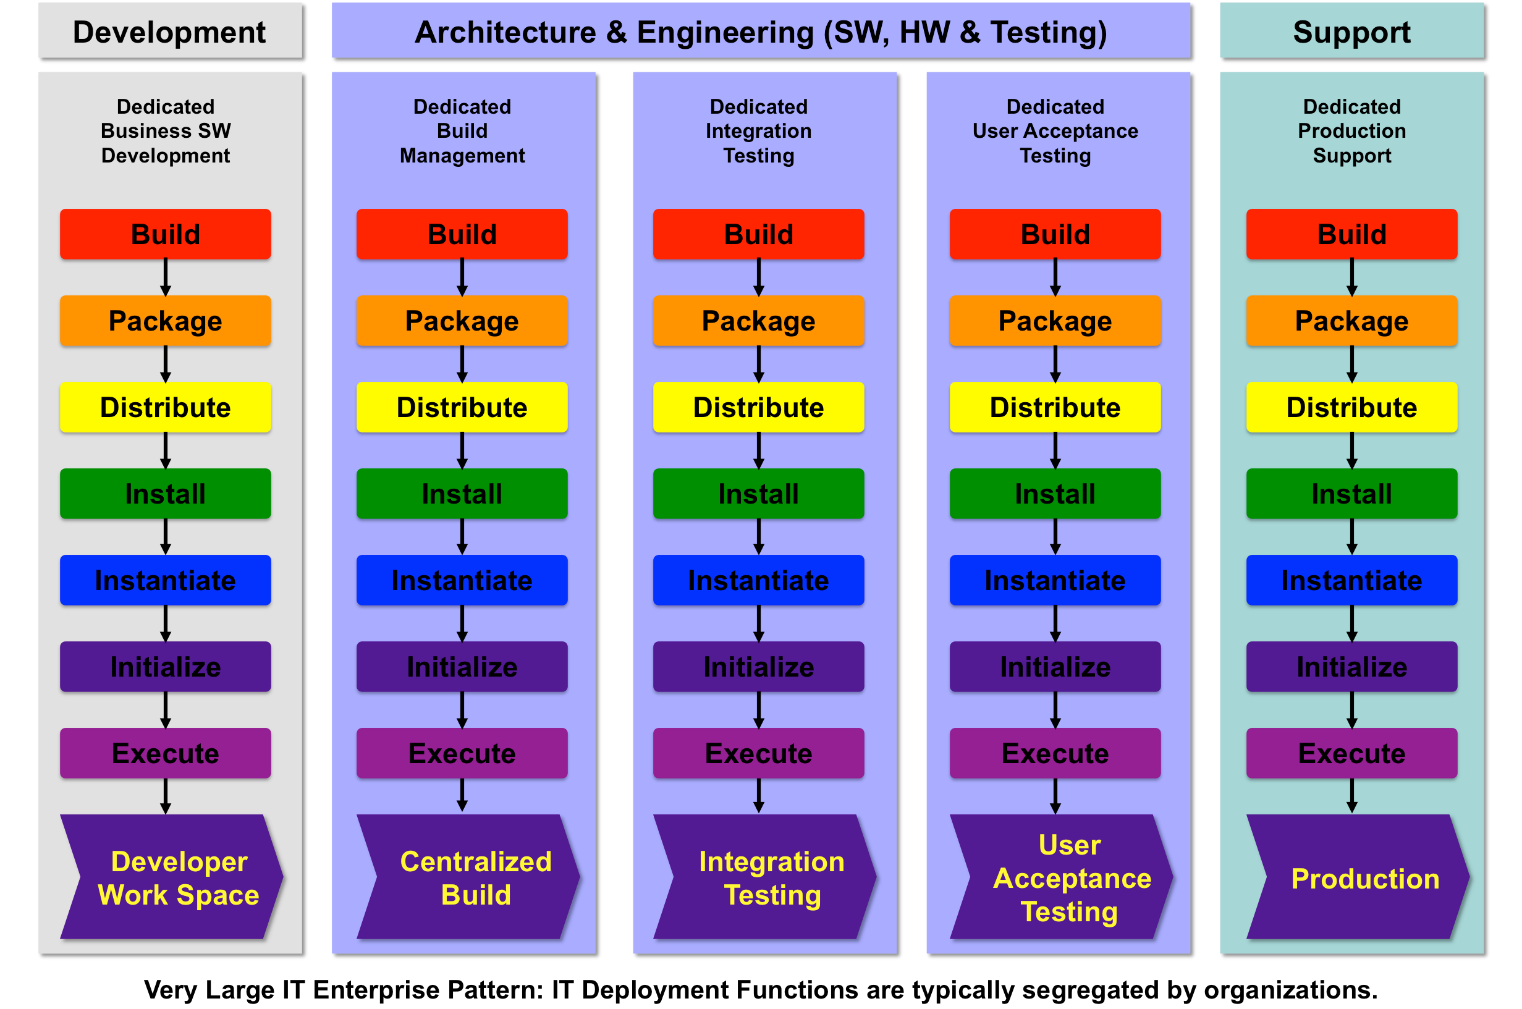 Development
Architecture & Engineering (SW, HW & Testing)
Support
Dedicated
Business SW
Development
Build
Package
Distribute
Install
Instantiate
Initialize
Execute
Developer
Work Space
Dedicated
Build
Management
Build
Package
Distribute
Install
Instantiate
Initialize
Execute
Centralized
Build
Dedicated
Integration
Testing
Build
Package
Distribute
Install
Instantiate
Initialize
Execute
Integration
Testing
Dedicated
User Acceptance
Testing
Build
Package
Distribute
Install
Instantiate
Initialize
Execute
User
Acceptance
Testing
Dedicated
Production
Support
Build
Package
Distribute
Install
Instantiate
Initialize
Execute
Production
Very Large IT Enterprise Pattern: IT Deployment Functions are typically segregated by organizations.